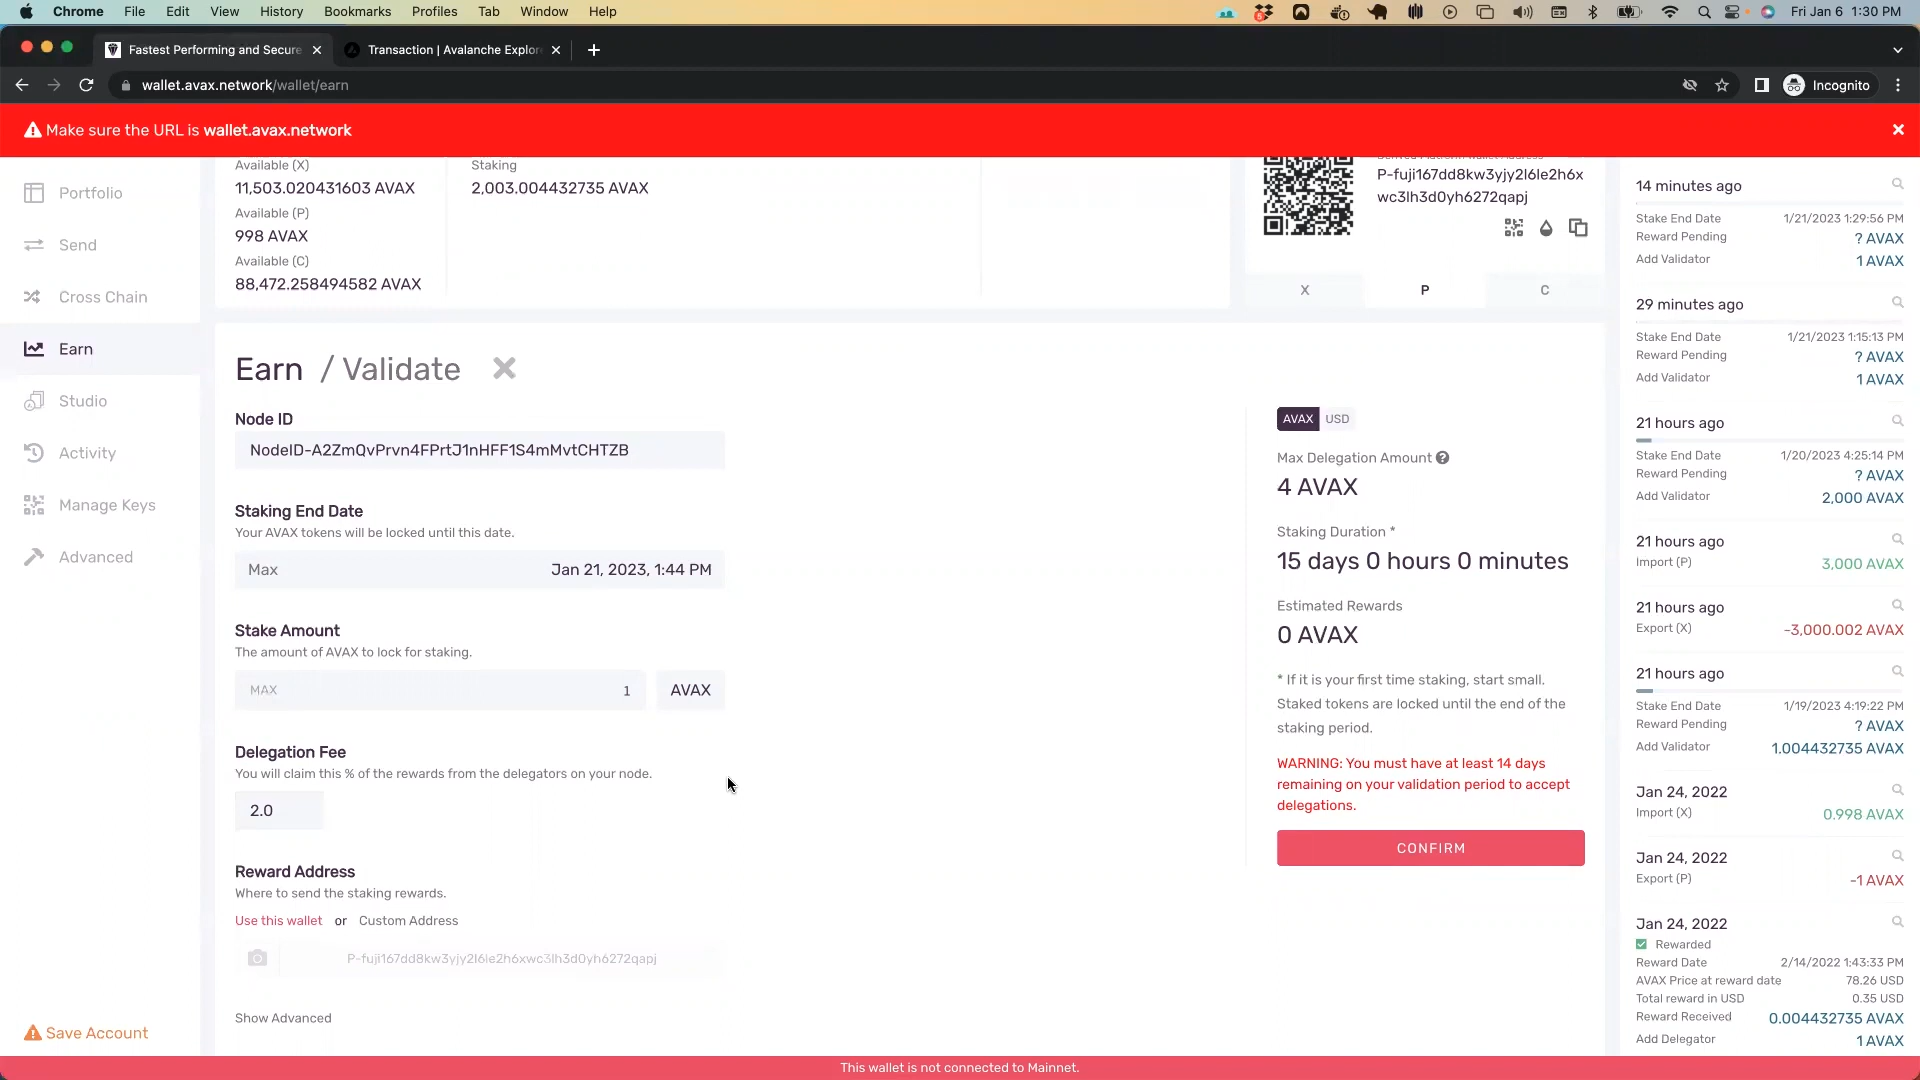 Chrome File Edit View History Bookmarks Profiles Tab Window Help
Fri Jan 6 1:30 PM
Fastest Performing and Secure
Transaction | Avalanche Explor
wallet.avax.network/wallet/earn
Incognito
Make sure the URL is wallet.avax.network
Portfolio
Send
Cross Chain
Earn
Studio
Activity
Manage Keys
Advanced
Save Account
Available (X)
11,503.020431603 AVAX
Available (P)
998 AVAX
Available (C)
88,472.258494582 AVAX
Staking
2,003.004432735 AVAX
P-fuji167dd8kw3yjy2l6le2h6x
wc3lh3d0yh6272qapj
X P C
Earn / Validate
Node ID
NodeID-A2ZmQvPrvn4FPrtJ1nHFF1S4mMvtCHTZB
Staking End Date
Your AVAX tokens will be locked until this date.
Max Jan 21, 2023, 1:44 PM
Stake Amount
The amount of AVAX to lock for staking.
MAX 1 AVAX
Delegation Fee
You will claim this % of the rewards from the delegators on your node.
2.0
Reward Address
Where to send the staking rewards.
Use this wallet or Custom Address
P-fuji167dd8kw3yjy2l6le2h6xwc3lh3d0yh6272qapj
Show Advanced
AVAX USD
Max Delegation Amount
4 AVAX
Staking Duration *
15 days 0 hours 0 minutes
Estimated Rewards
0 AVAX
* If it is your first time staking, start small.
Staked tokens are locked until the end of the
staking period.
WARNING: You must have at least 14 days
remaining on your validation period to accept
delegations.
CONFIRM
14 minutes ago
Stake End Date 1/21/2023 1:29:56 PM
Reward Pending ? AVAX
Add Validator 1 AVAX
29 minutes ago
Stake End Date 1/21/2023 1:15:13 PM
Reward Pending ? AVAX
Add Validator 1 AVAX
21 hours ago
Stake End Date 1/20/2023 4:25:14 PM
Reward Pending ? AVAX
Add Validator 2,000 AVAX
21 hours ago
Import (P) 3,000 AVAX
21 hours ago
Export (X) -3,000.002 AVAX
21 hours ago
Stake End Date 1/19/2023 4:19:22 PM
Reward Pending ? AVAX
Add Validator 1.004432735 AVAX
Jan 24, 2022
Import (X) 0.998 AVAX
Jan 24, 2022
Export (P) -1 AVAX
Jan 24, 2022
Rewarded
Reward Date 2/14/2022 1:43:33 PM
AVAX Price at reward date 78.26 USD
Total reward in USD 0.35 USD
Reward Received 0.004432735 AVAX
Add Delegator 1 AVAX
This wallet is not connected to Mainnet.